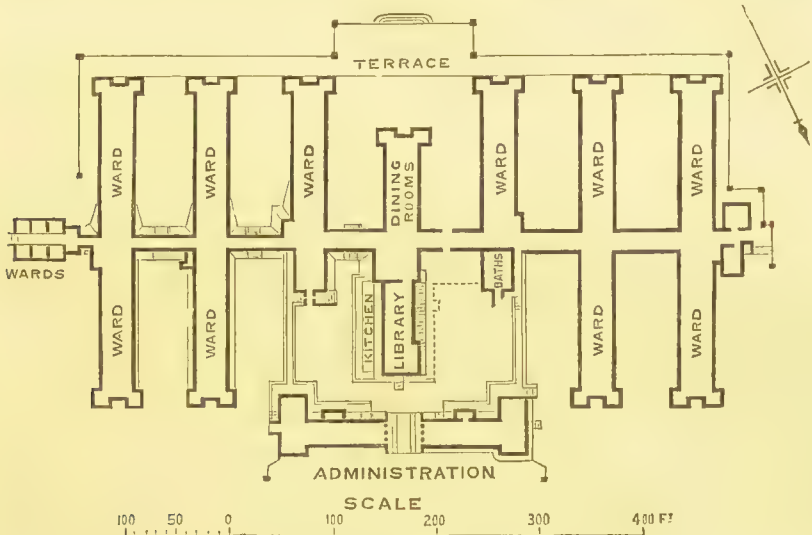 TERRACE
WARD
WARD
WARD
DINING
ROOMS
WARD
WARD
WARD
WARDS
WARD
WARD
KITCHEN
LIBRARY
BATHS
WARD
WARD
ADMINISTRATION
SCALE
100 50 0 100 200 300 400 FT